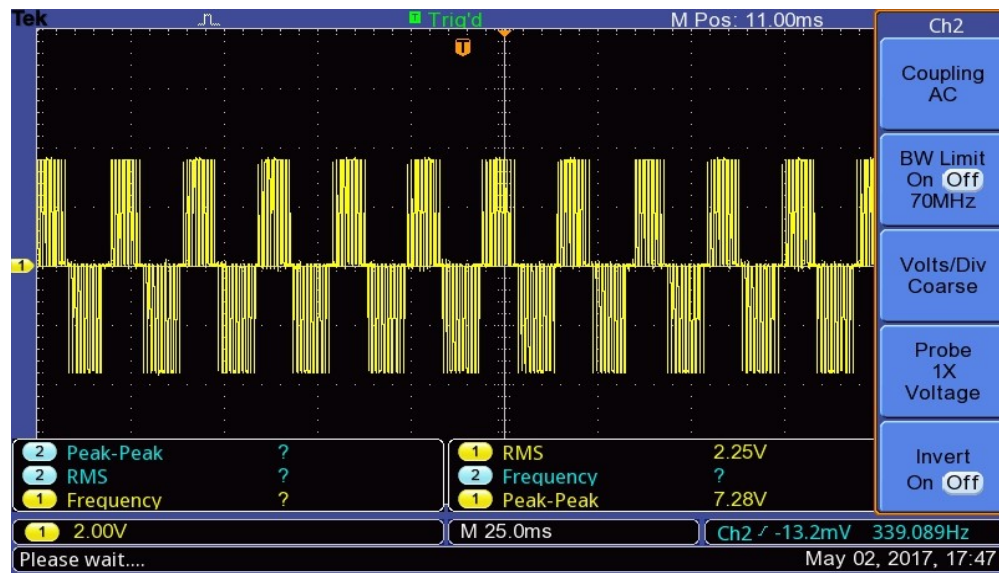 Tek T Trig'd M Pos: 11.00ms
Ch2
T
Coupling
AC
BW Limit
On Off
70MHz
1
Volts/Div
Coarse
Probe
1X
Voltage
2 Peak-Peak ? 1 RMS 2.25V
2 RMS ? 2 Frequency ?
1 Frequency ? 1 Peak-Peak 7.28V
Invert
On Off
1 2.00V M 25.0ms Ch2 -13.2mV 339.089Hz
Please wait.... May 02, 2017, 17:47